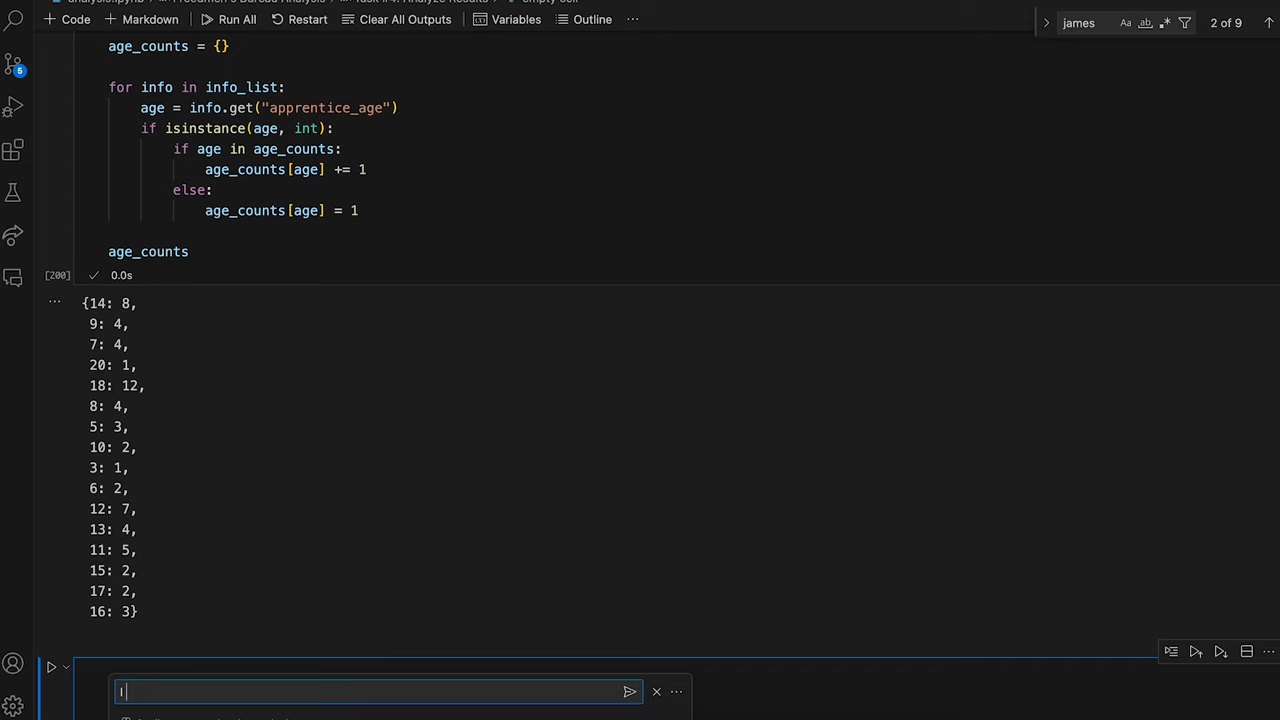 + Code + Markdown Run All Restart Clear All Outputs Variables Outline ...
james Aa ab .* 2 of 9
age_counts = {}
for info in info_list:
age = info.get("apprentice_age")
if isinstance(age, int):
if age in age_counts:
age_counts[age] += 1
else:
age_counts[age] = 1
age_counts
[200] ✓ 0.0s
... {14: 8,
9: 4,
7: 4,
20: 1,
18: 12,
8: 4,
5: 3,
10: 2,
3: 1,
6: 2,
12: 7,
13: 4,
11: 5,
15: 2,
17: 2,
16: 3}
5
I